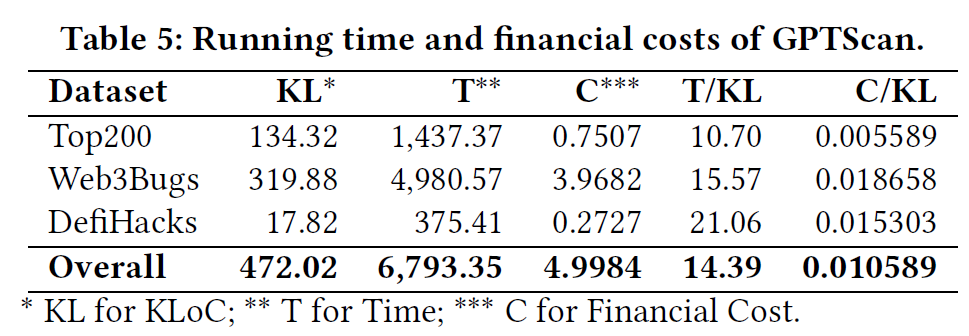 Table 5: Running time and financial costs of GPTScan.
Dataset KL* T** C*** T/KL C/KL
Top200 134.32 1,437.37 0.7507 10.70 0.005589
Web3Bugs 319.88 4,980.57 3.9682 15.57 0.018658
DefiHacks 17.82 375.41 0.2727 21.06 0.015303
Overall 472.02 6,793.35 4.9984 14.39 0.010589
* KL for KLoC; ** T for Time; *** C for Financial Cost.